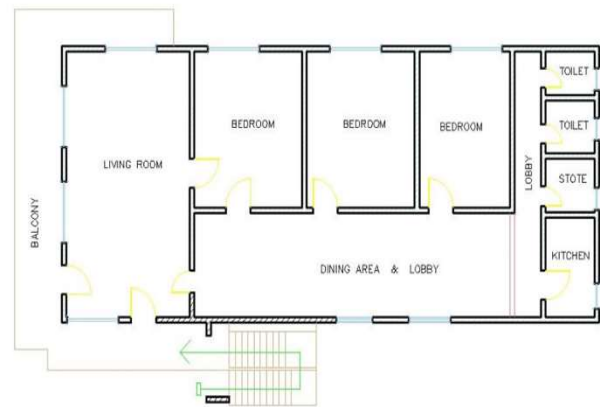 TOILET
BEDROOM
BEDROOM
BEDROOM
TOILET
LIVING ROOM
LOBBY
STOTE
BALCONY
KITCHEN
DINING AREA & LOBBY